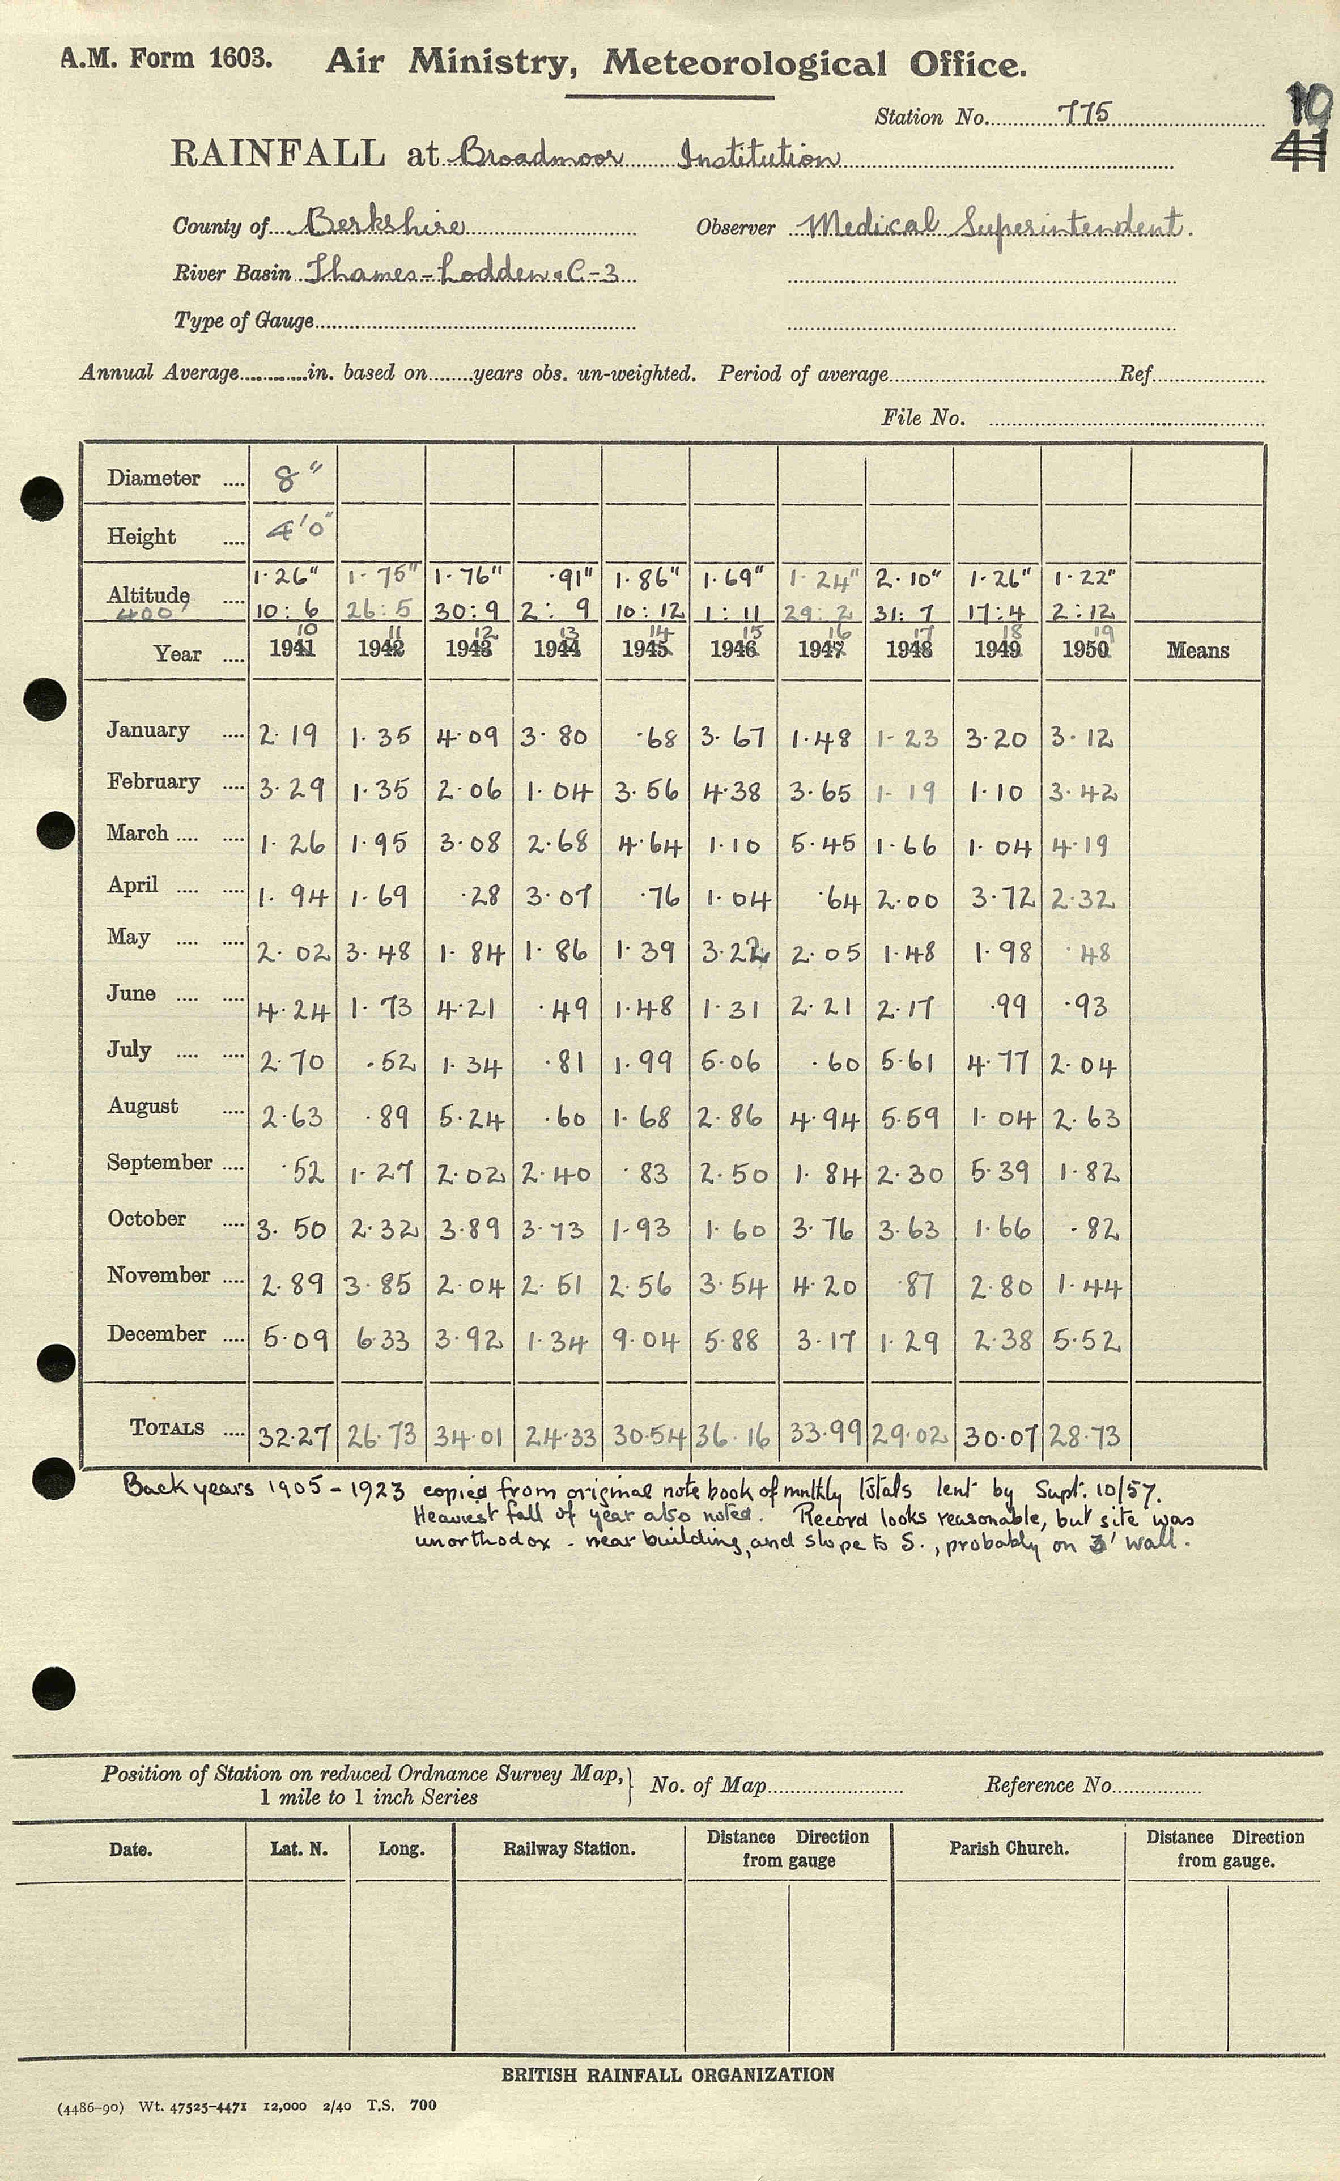 A.M. Form 1603. Air Ministry, Meteorological Office.
Station No. 775
10
41
RAINFALL at Broadmoor Institution
County of Berkshire Observer Medical Superintendent.
River Basin Thames-Lodden. C-3
Type of Gauge
Annual Average in. based on years obs. un-weighted. Period of average Ref
File No.
Diameter 8"
Height 4'0"
Altitude 1.26" 1.75" 1.76" .91" 1.86" 1.69" 1.24" 2.10" 1.26" 1.22"
400' 10:6 26:5 30:9 2:9 10:12 1:11 29:2 31:7 17:4 2:12
10 11 12 13 14 15 16 17 18 19
Year 1941 1942 1943 1944 1945 1946 1947 1948 1949 1950 Means
January 2.19 1.35 4.09 3.80 .68 3.67 1.48 1.23 3.20 3.12
February 3.29 1.35 2.06 1.04 3.56 4.38 3.65 1.19 1.10 3.42
March 1.26 1.95 3.08 2.68 4.64 1.10 5.45 1.66 1.04 4.19
April 1.94 1.69 .28 3.07 .76 1.04 .64 2.00 3.72 2.32
May 2.02 3.48 1.84 1.86 1.39 3.22 2.05 1.48 1.98 .48
June 4.24 1.73 4.21 .49 1.48 1.31 2.21 2.17 .99 .93
July 2.70 .52 1.34 .81 1.99 5.06 .60 5.61 4.77 2.04
August 2.63 .89 5.24 .60 1.68 2.86 4.94 5.59 1.04 2.63
September .52 1.27 2.02 2.40 .83 2.50 1.84 2.30 5.39 1.82
October 3.50 2.32 3.89 3.73 1.93 1.60 3.76 3.63 1.66 .82
November 2.89 3.85 2.04 2.51 2.56 3.54 4.20 .87 2.80 1.44
December 5.09 6.33 3.92 1.34 9.04 5.88 3.17 1.29 2.38 5.52
TOTALS 32.27 26.73 34.01 24.33 30.54 36.16 33.99 29.02 30.07 28.73
Back years 1905-1923 copied from original note book of mnthly totals lent by Supt. 10/57.
Heaviest fall of year also noted. Record looks reasonable, but site was
unorthodox - near building, and slope to S., probably on 3' wall.
Position of Station on reduced Ordnance Survey Map,
1 mile to 1 inch Series
No. of Map Reference No.
Date. Lat. N. Long. Railway Station. Distance Direction from gauge Parish Church. Distance Direction from gauge.
BRITISH RAINFALL ORGANIZATION
(4486-90) Wt. 47525-4471 12,000 2/40 T.S. 700